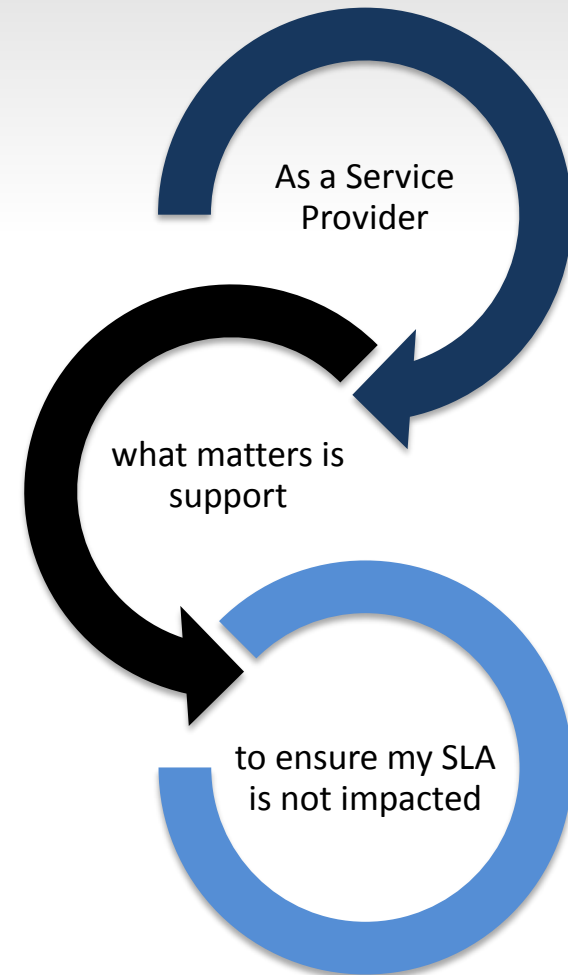 As a Service
Provider
what matters is
support
to ensure my SLA
is not impacted